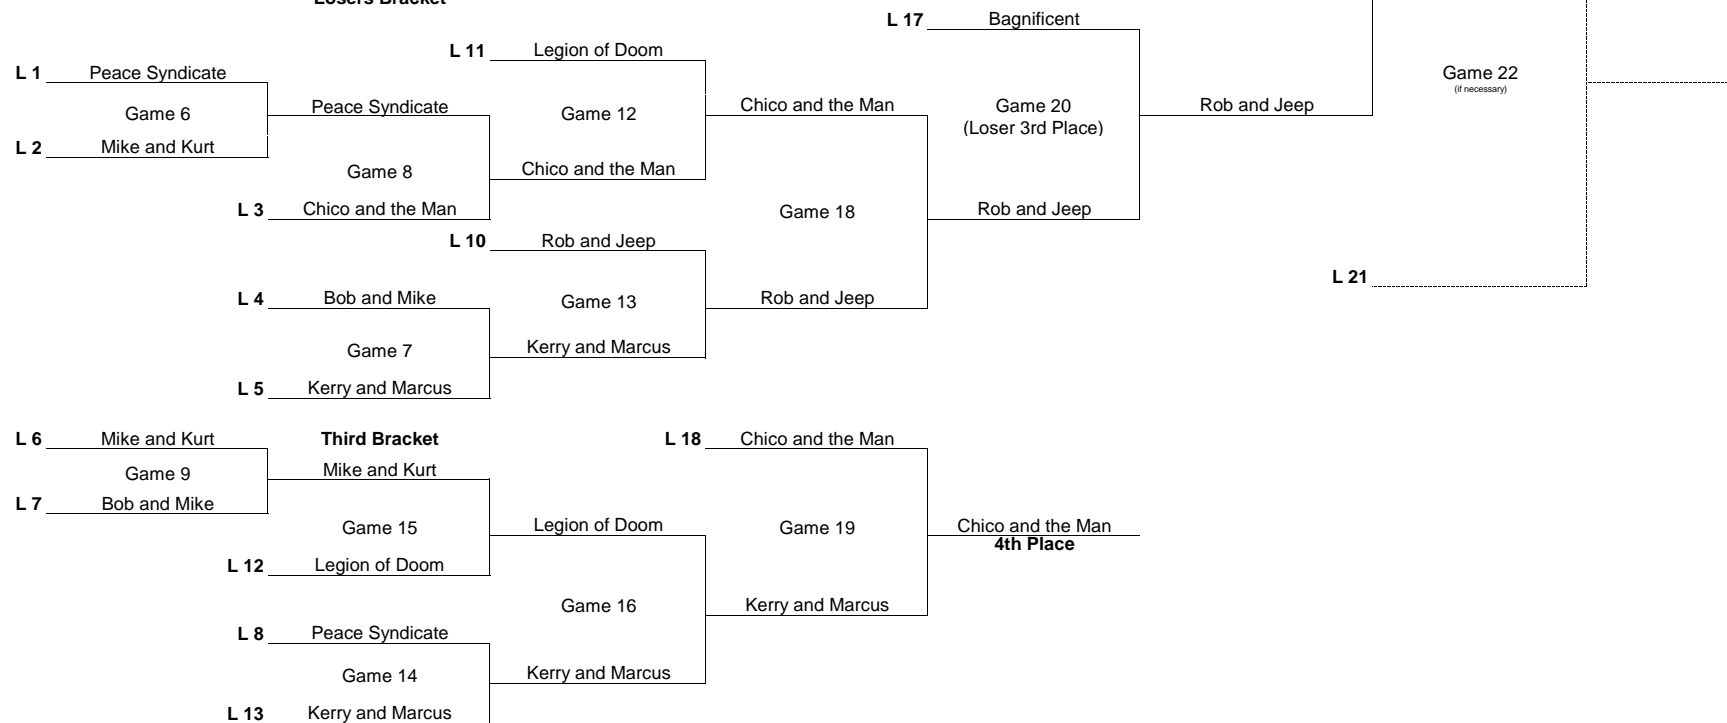 Losers Bracket
L 17 Bagnificent
L 11 Legion of Doom
L 1 Peace Syndicate
Game 22
(if necessary)
Game 6
Peace Syndicate
Game 12
Chico and the Man
Game 20
(Loser 3rd Place)
Rob and Jeep
L 2 Mike and Kurt
Game 8
Chico and the Man
L 3 Chico and the Man
Game 18
Rob and Jeep
L 10 Rob and Jeep
L 21
L 4 Bob and Mike
Game 13
Rob and Jeep
Game 7
Kerry and Marcus
L 5 Kerry and Marcus
L 6 Mike and Kurt
Third Bracket
L 18 Chico and the Man
Game 9
Mike and Kurt
L 7 Bob and Mike
Game 15
Legion of Doom
Game 19
Chico and the Man
4th Place
L 12 Legion of Doom
Game 16
Kerry and Marcus
L 8 Peace Syndicate
Game 14
Kerry and Marcus
L 13 Kerry and Marcus